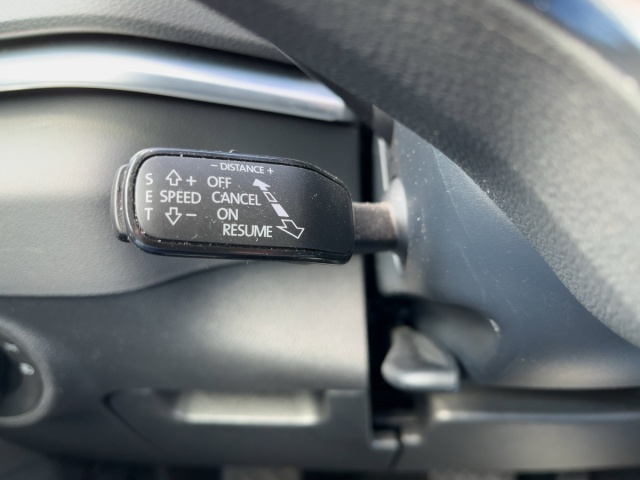 − DISTANCE +
S + OFF
E SPEED CANCEL
T − ON
RESUME